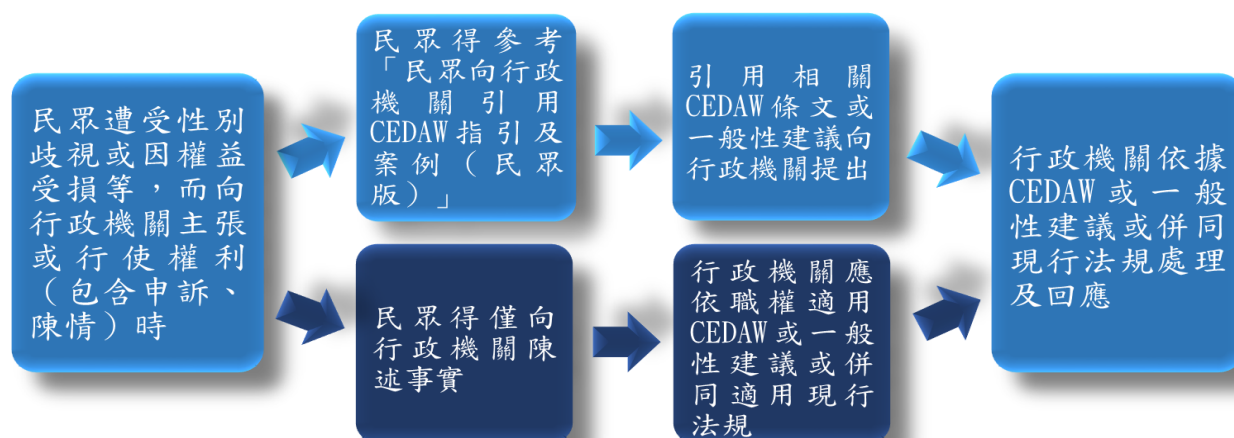 民眾遭受性別
歧視或因權益
受損等，而向
行政機關主張
或行使權利
（包含申訴、
陳情）時
民眾得參考
「民眾向行政
機關引用
CEDAW指引及
案例（民眾
版）」
引用相關
CEDAW條文或
一般性建議向
行政機關提出
民眾得僅向
行政機關陳
述事實
行政機關應
依職權適用
CEDAW或一般
性建議或併
同適用現行
法規
行政機關依據
CEDAW或一般
性建議或併同
現行法規處理
及回應